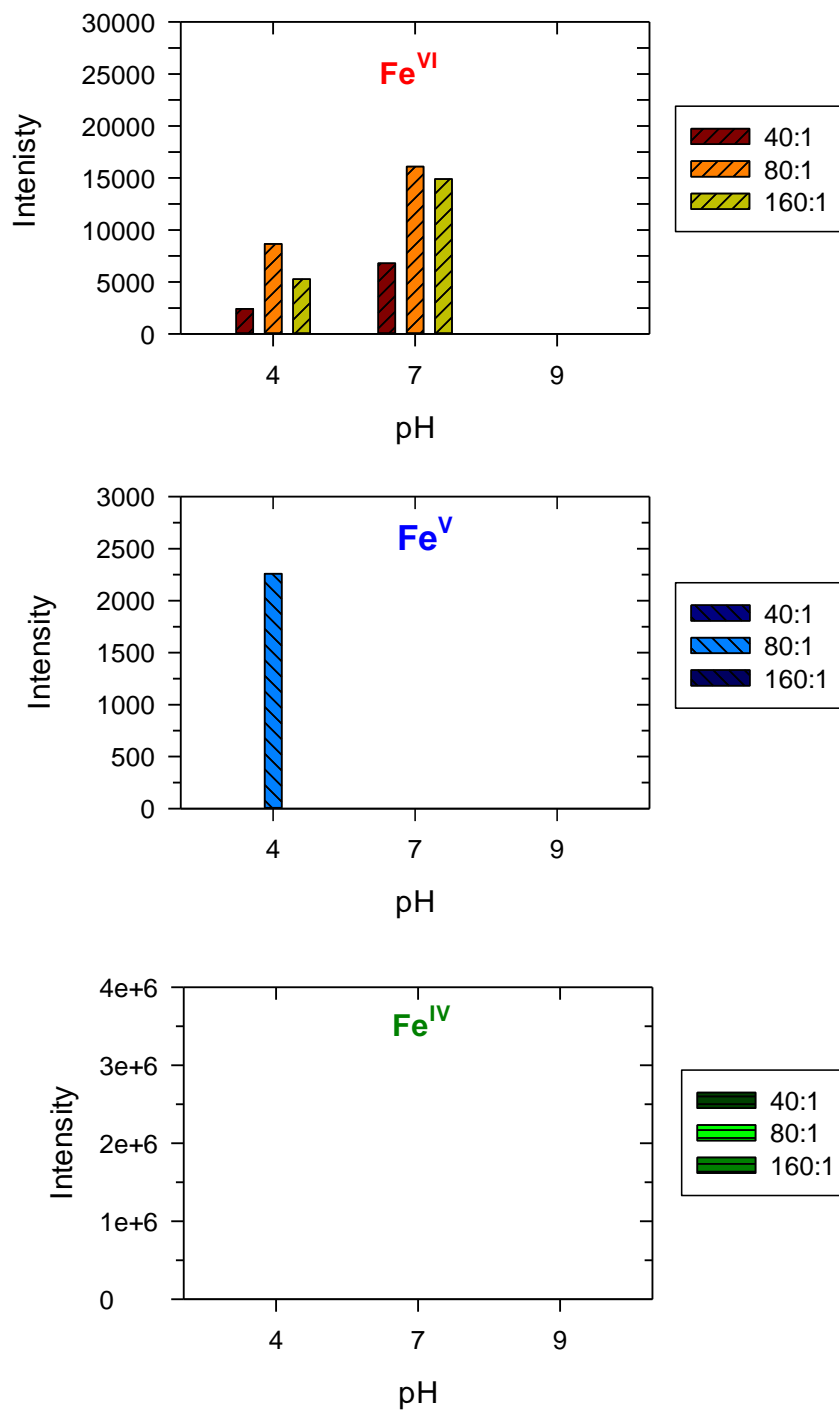 30000
25000
20000
15000
10000
5000
0
Intenisty
Fe^VI
4 7 9
pH
40:1
80:1
160:1
3000
2500
2000
1500
1000
500
0
Intensity
Fe^V
4 7 9
pH
40:1
80:1
160:1
4e+6
3e+6
2e+6
1e+6
0
Intensity
Fe^IV
4 7 9
pH
40:1
80:1
160:1